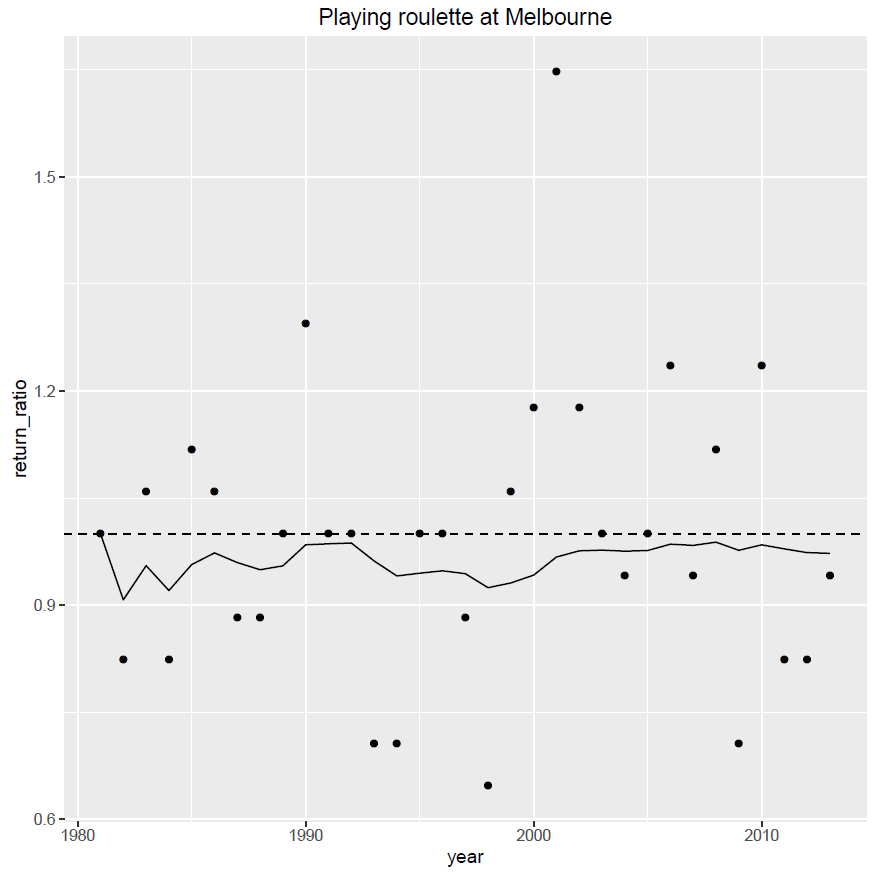 Playing roulette at Melbourne
return_ratio
1.5
1.2
0.9
0.6
1980 1990 2000 2010
year